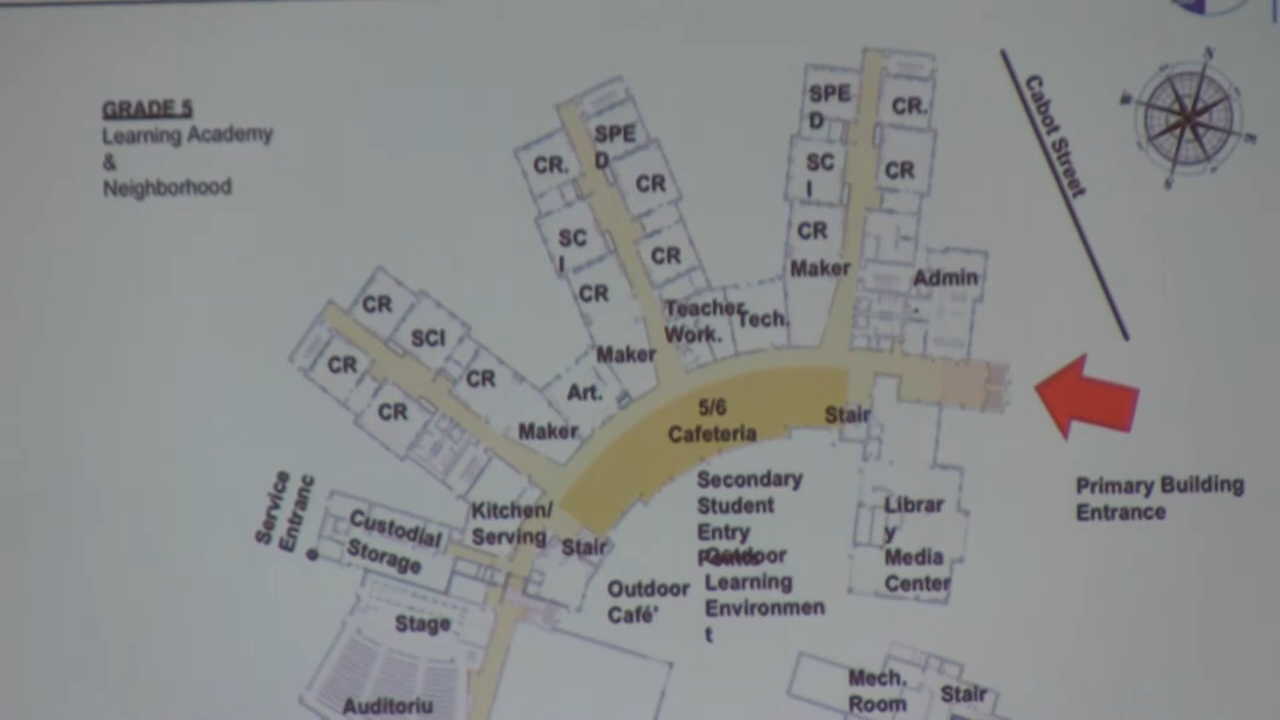 GRADE 5
Learning Academy
&
Neighborhood
SPE
D
CR.
SC
I
CR
CR
Maker
Cabot Street
N
Admin
SPE
D
CR.
CR
SC
I
CR
CR
Maker
Teacher
Work.
Tech.
CR
SCI
CR
CR
CR
Maker
Art.
5/6
Cafeteria
Stair
Primary Building
Entrance
Secondary
Student
Entry
Outdoor
Learning
Environmen
t
Librar
y
Media
Center
Service
Entranc
e
Custodial
Storage
Kitchen/
Serving
Stair
Outdoor
Café'
Stage
Auditoriu
Mech.
Room
Stair